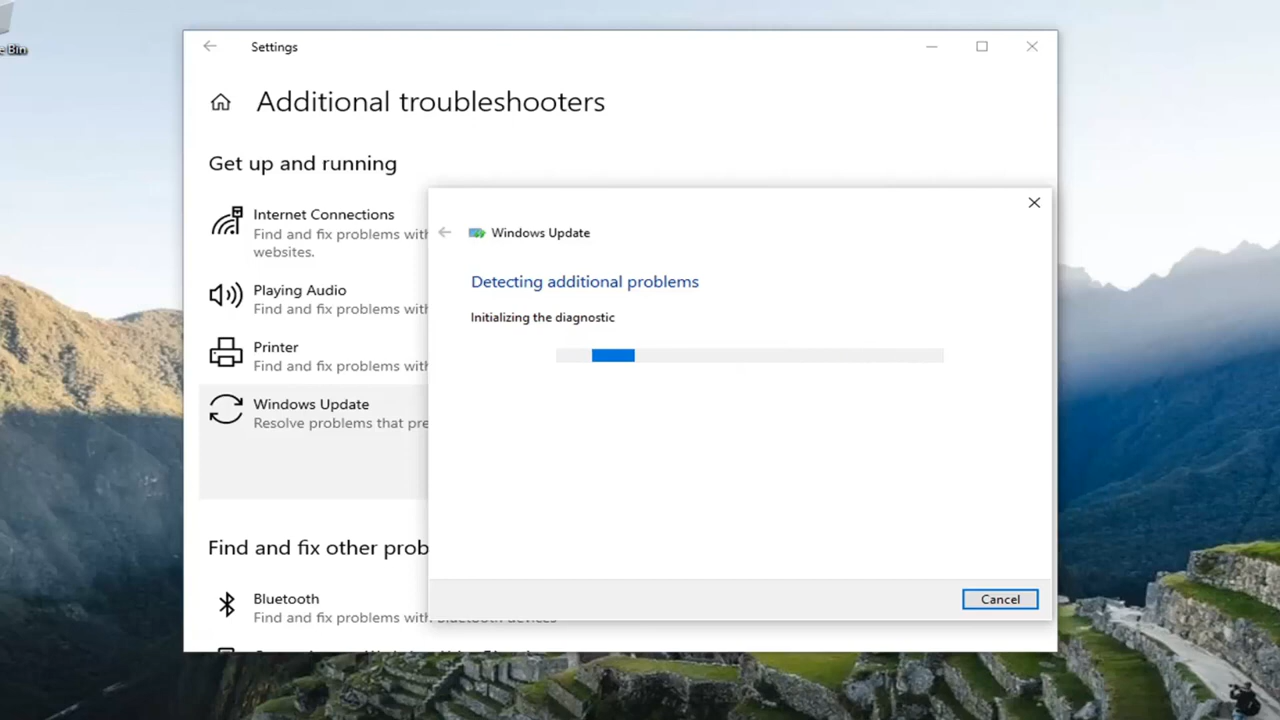 e Bin
Settings
Additional troubleshooters
Get up and running
Internet Connections
Find and fix problems with
websites.
Playing Audio
Find and fix problems with
Printer
Find and fix problems with
Windows Update
Resolve problems that pre
Find and fix other prob
Bluetooth
Find and fix problems with Bluetooth devices
Windows Update
Detecting additional problems
Initializing the diagnostic
Cancel